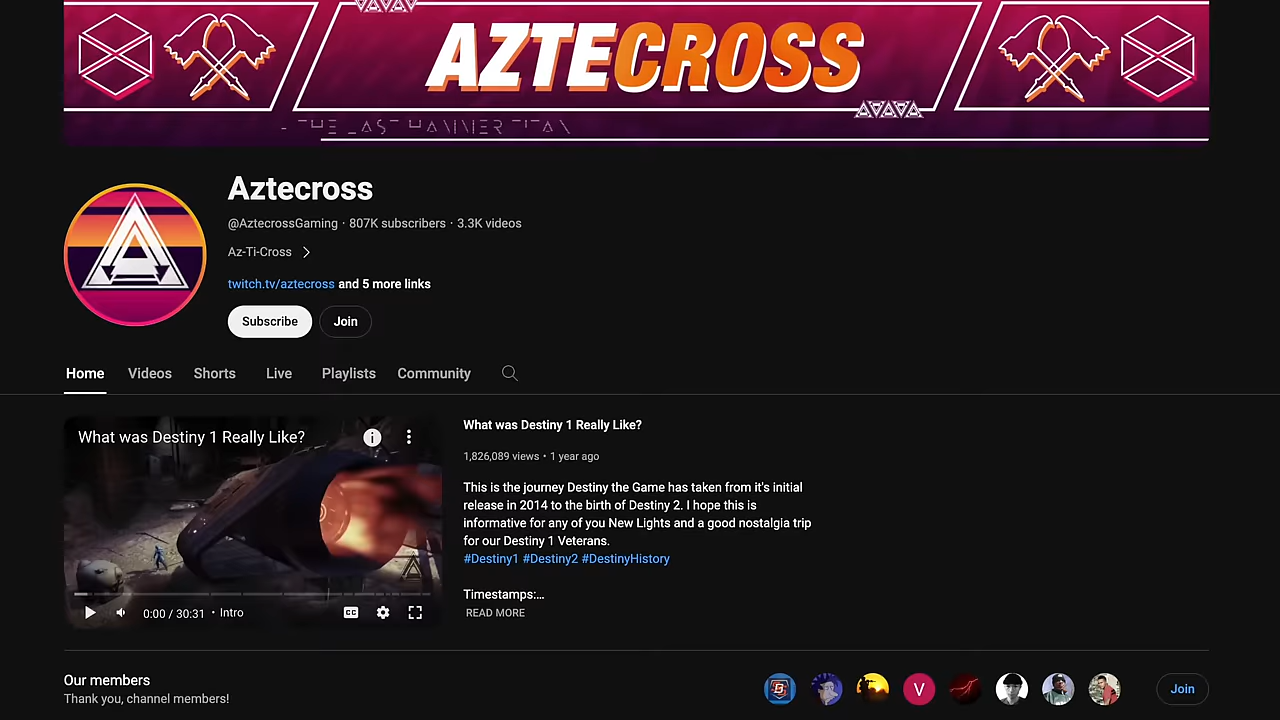 AZTECROSS
- THE LAST HAMMER TITAN
Aztecross
@AztecrossGaming · 807K subscribers · 3.3K videos
Az-Ti-Cross
twitch.tv/aztecross and 5 more links
Subscribe
Join
Home
Videos
Shorts
Live
Playlists
Community
What was Destiny 1 Really Like?
0:00 / 30:31 • Intro
CC
What was Destiny 1 Really Like?
1,826,089 views • 1 year ago
This is the journey Destiny the Game has taken from it's initial
release in 2014 to the birth of Destiny 2. I hope this is
informative for any of you New Lights and a good nostalgia trip
for our Destiny 1 Veterans.
#Destiny1 #Destiny2 #DestinyHistory
Timestamps:...
READ MORE
Our members
Thank you, channel members!
V
Join